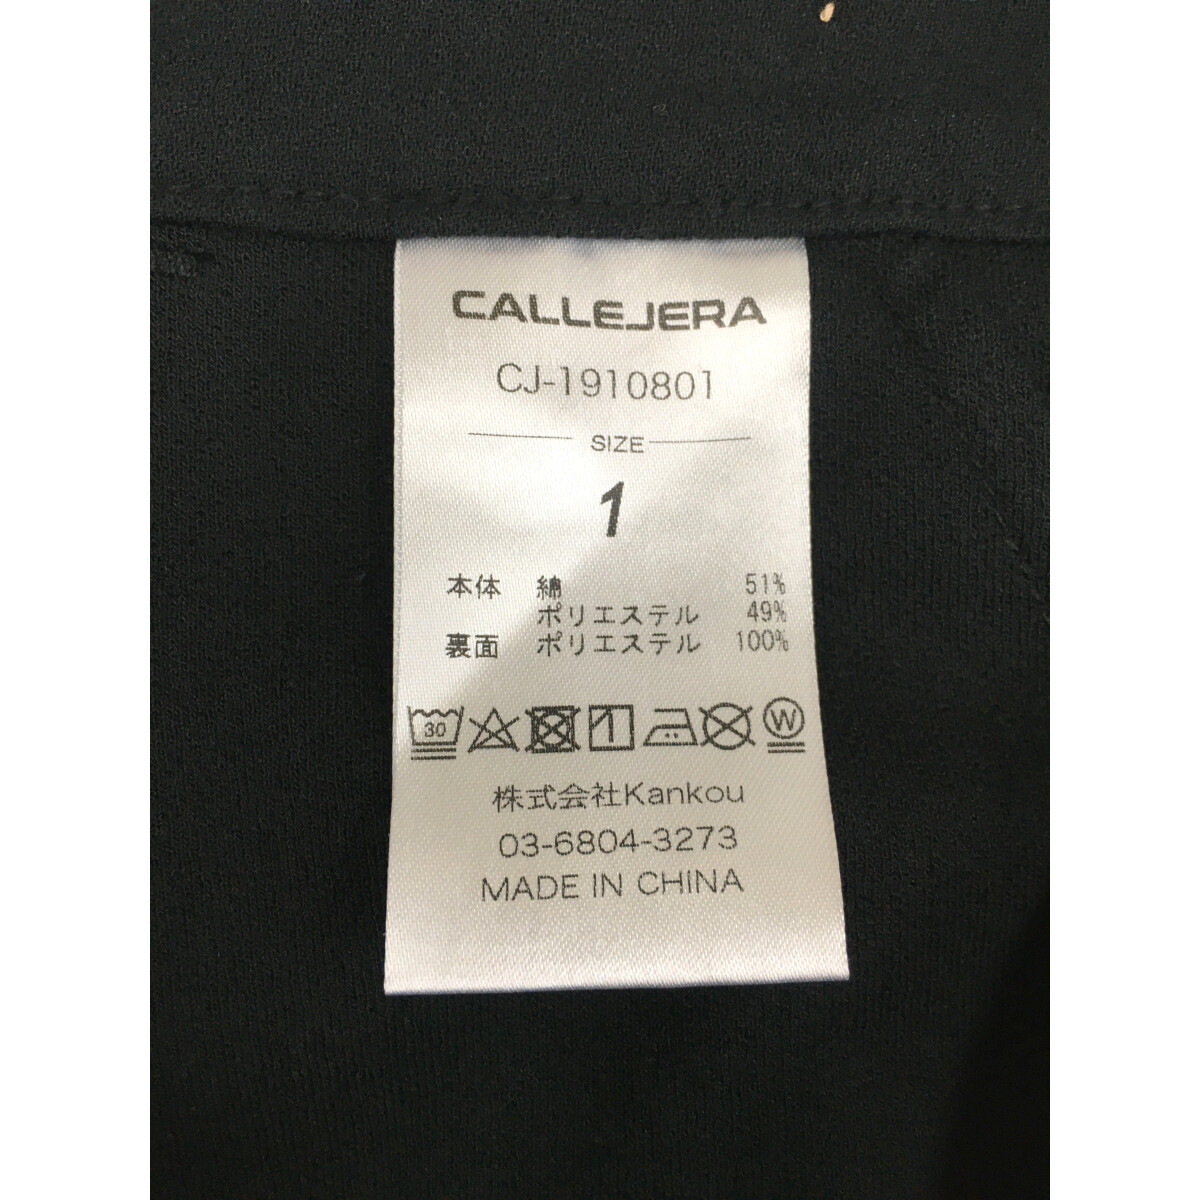 CALLEJERA
CJ-1910801
SIZE
1
本体 綿 51%
ポリエステル 49%
裏面 ポリエステル 100%
30 1 W
株式会社Kankou
03-6804-3273
MADE IN CHINA